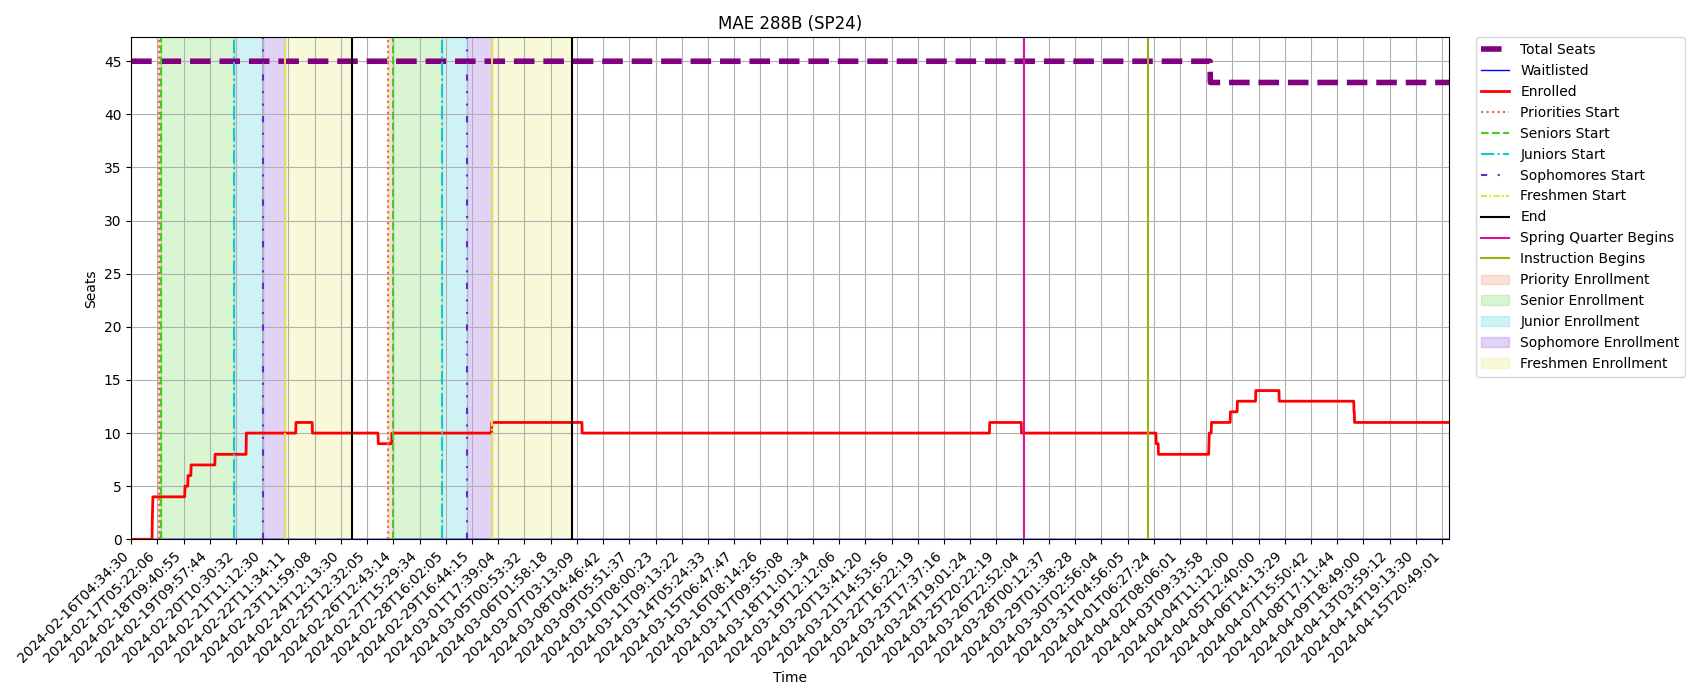 MAE 288B (SP24)
Seats
45
40
35
30
25
20
15
10
5
0
2024-02-16T04:34:30
2024-02-17T05:22:06
2024-02-18T09:40:55
2024-02-19T09:57:44
2024-02-20T10:30:32
2024-02-21T11:12:30
2024-02-22T11:34:11
2024-02-23T11:59:08
2024-02-24T12:13:30
2024-02-25T12:32:05
2024-02-26T12:43:14
2024-02-27T15:29:34
2024-02-28T16:02:05
2024-02-29T16:44:15
2024-03-01T17:39:04
2024-03-05T00:53:32
2024-03-06T01:58:18
2024-03-07T03:13:09
2024-03-08T04:46:42
2024-03-09T05:51:37
2024-03-10T08:00:23
2024-03-11T09:13:22
2024-03-14T05:24:33
2024-03-15T06:47:47
2024-03-16T08:14:26
2024-03-17T09:55:08
2024-03-18T11:01:34
2024-03-19T12:12:06
2024-03-20T13:41:20
2024-03-21T14:53:56
2024-03-22T16:22:19
2024-03-23T17:37:16
2024-03-24T19:01:24
2024-03-25T20:22:19
2024-03-26T22:52:04
2024-03-28T00:12:37
2024-03-29T01:38:28
2024-03-30T02:56:04
2024-03-31T04:56:05
2024-04-01T06:27:24
2024-04-02T08:06:01
2024-04-03T09:33:58
2024-04-04T11:12:00
2024-04-05T12:40:00
2024-04-06T14:13:29
2024-04-07T15:50:42
2024-04-08T17:11:44
2024-04-09T18:49:00
2024-04-13T03:59:12
2024-04-14T19:13:30
2024-04-15T20:49:01
Time
Total Seats
Waitlisted
Enrolled
Priorities Start
Seniors Start
Juniors Start
Sophomores Start
Freshmen Start
End
Spring Quarter Begins
Instruction Begins
Priority Enrollment
Senior Enrollment
Junior Enrollment
Sophomore Enrollment
Freshmen Enrollment